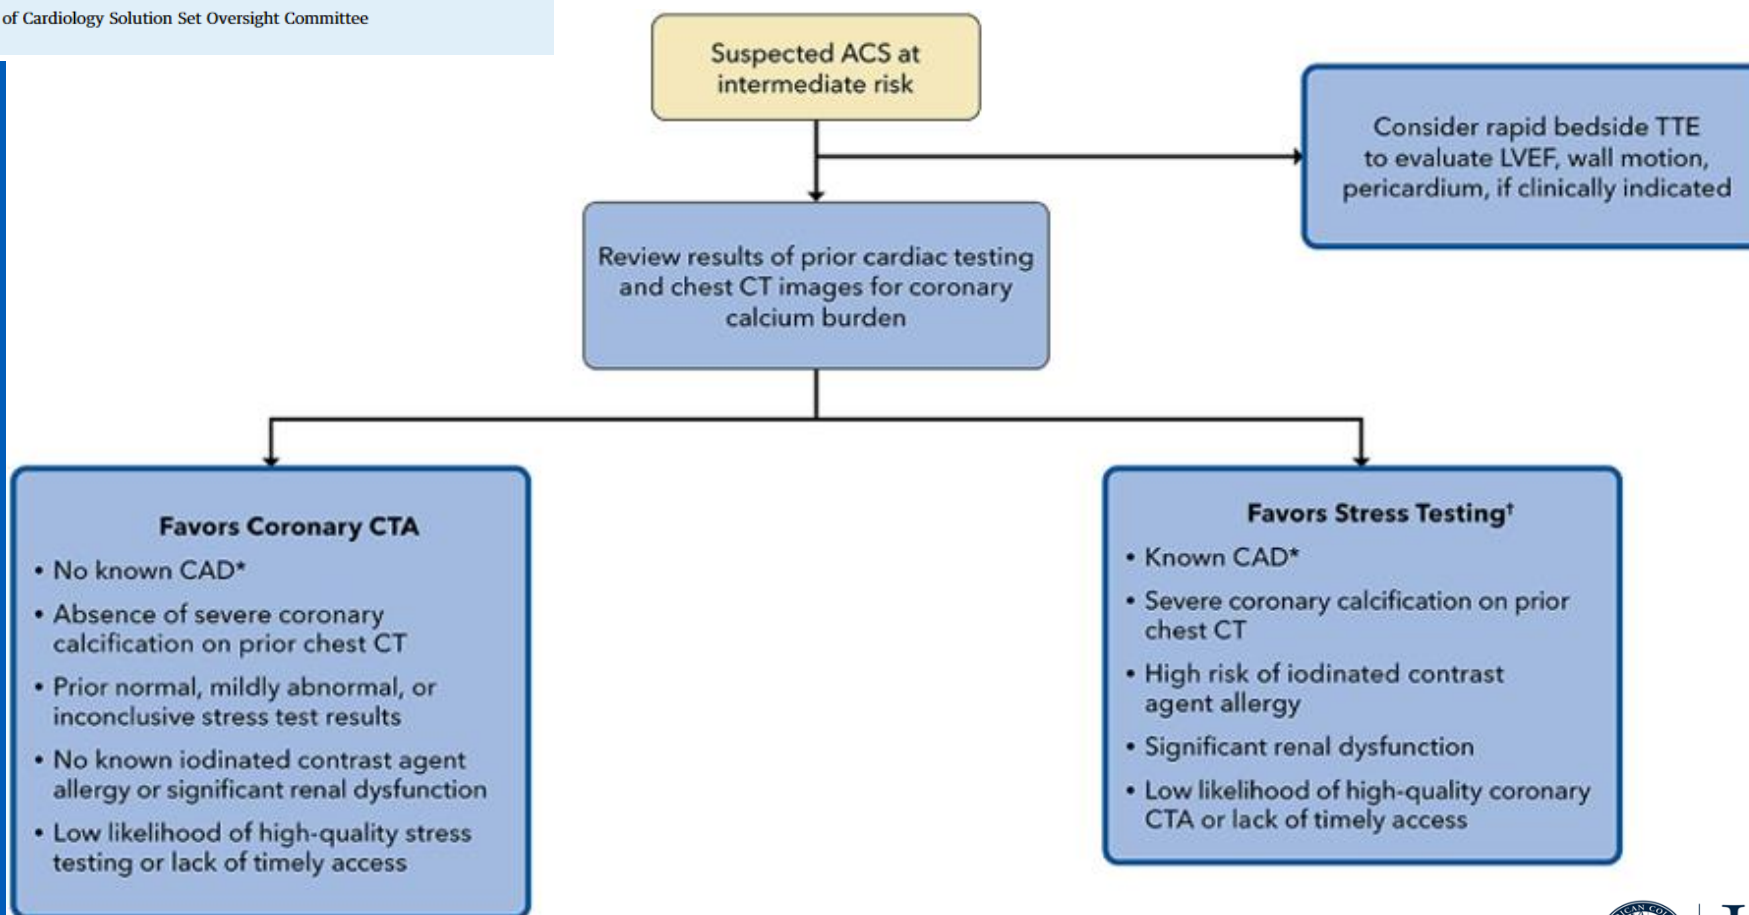 of Cardiology Solution Set Oversight Committee
Suspected ACS at
intermediate risk
Consider rapid bedside TTE
to evaluate LVEF, wall motion,
pericardium, if clinically indicated
Review results of prior cardiac testing
and chest CT images for coronary
calcium burden
Favors Coronary CTA
• No known CAD*
• Absence of severe coronary
calcification on prior chest CT
• Prior normal, mildly abnormal, or
inconclusive stress test results
• No known iodinated contrast agent
allergy or significant renal dysfunction
• Low likelihood of high-quality stress
testing or lack of timely access
Favors Stress Testing†
• Known CAD*
• Severe coronary calcification on prior
chest CT
• High risk of iodinated contrast
agent allergy
• Significant renal dysfunction
• Low likelihood of high-quality coronary
CTA or lack of timely access